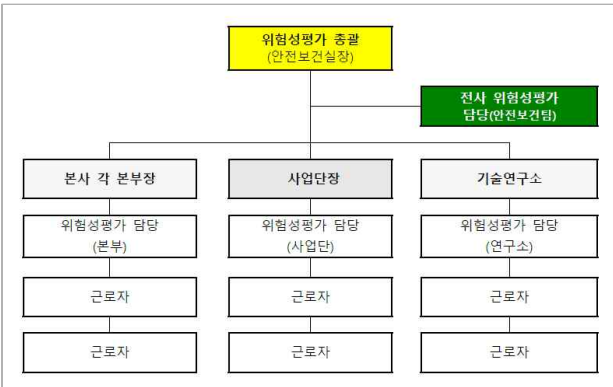 위험성평가 총괄
(안전보건실장)
전사 위험성평가
담당(안전보건팀)
본사 각 본부장
사업단장
기술연구소
위험성평가 담당
(본부)
위험성평가 담당
(사업단)
위험성평가 담당
(연구소)
근로자
근로자
근로자
근로자
근로자
근로자